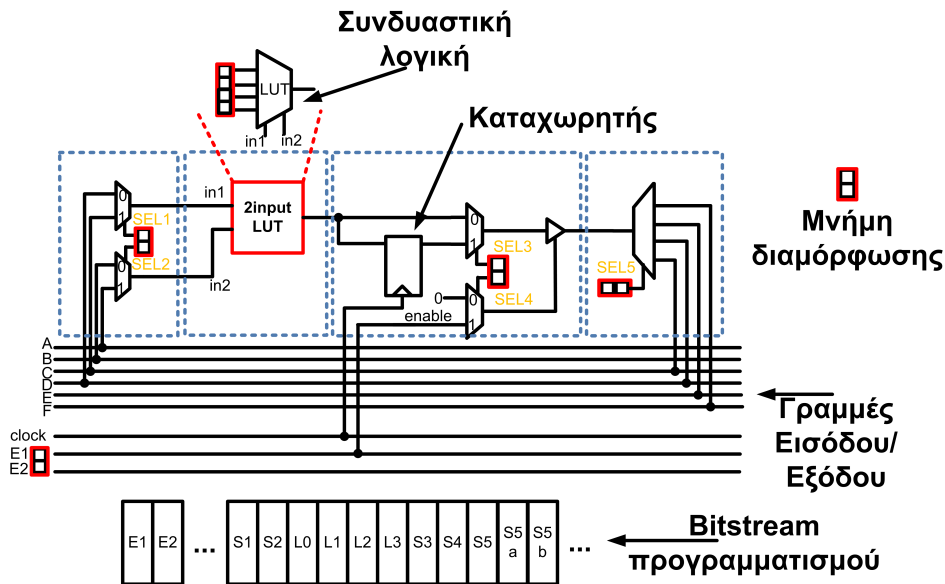 Συνδυαστική
λογική
LUT
in1 in2
Καταχωρητής
0
1
SEL1
SEL2
0
1
in1
in2
2input
LUT
0
1
SEL3
SEL4
0
0
1
enable
SEL5
Μνήμη
διαμόρφωσης
A
B
C
D
E
F
clock
E1
E2
Γραμμές
Εισόδου/
Εξόδου
E1 E2 ... S1 S2 L0 L1 L2 L3 S3 S4 S5 S5 a S5 b ...
Bitstream
προγραμματισμού